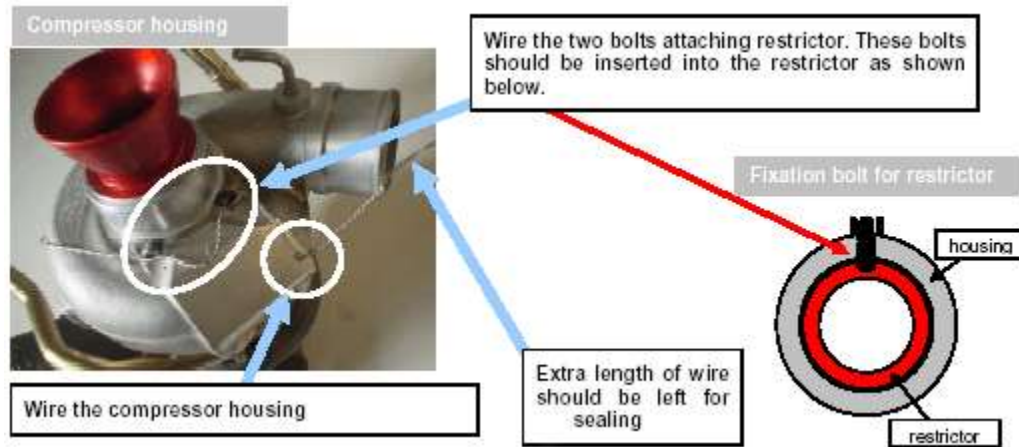 Compressor housing
Wire the two bolts attaching restrictor. These bolts
should be inserted into the restrictor as shown
below.
Fixation bolt for restrictor
housing
Extra length of wire
should be left for
sealing
Wire the compressor housing
restrictor